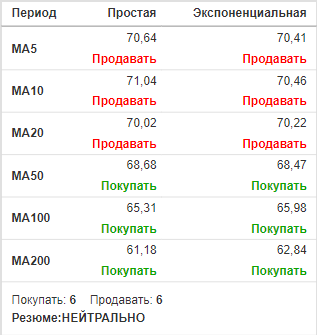 Период Простая Экспоненциальная
MA5 70,64 70,41
Продавать Продавать
MA10 71,04 70,46
Продавать Продавать
MA20 70,02 70,22
Продавать Продавать
MA50 68,68 68,47
Покупать Покупать
MA100 65,31 65,98
Покупать Покупать
MA200 61,18 62,84
Покупать Покупать
Покупать: 6 Продавать: 6
Резюме:НЕЙТРАЛЬНО